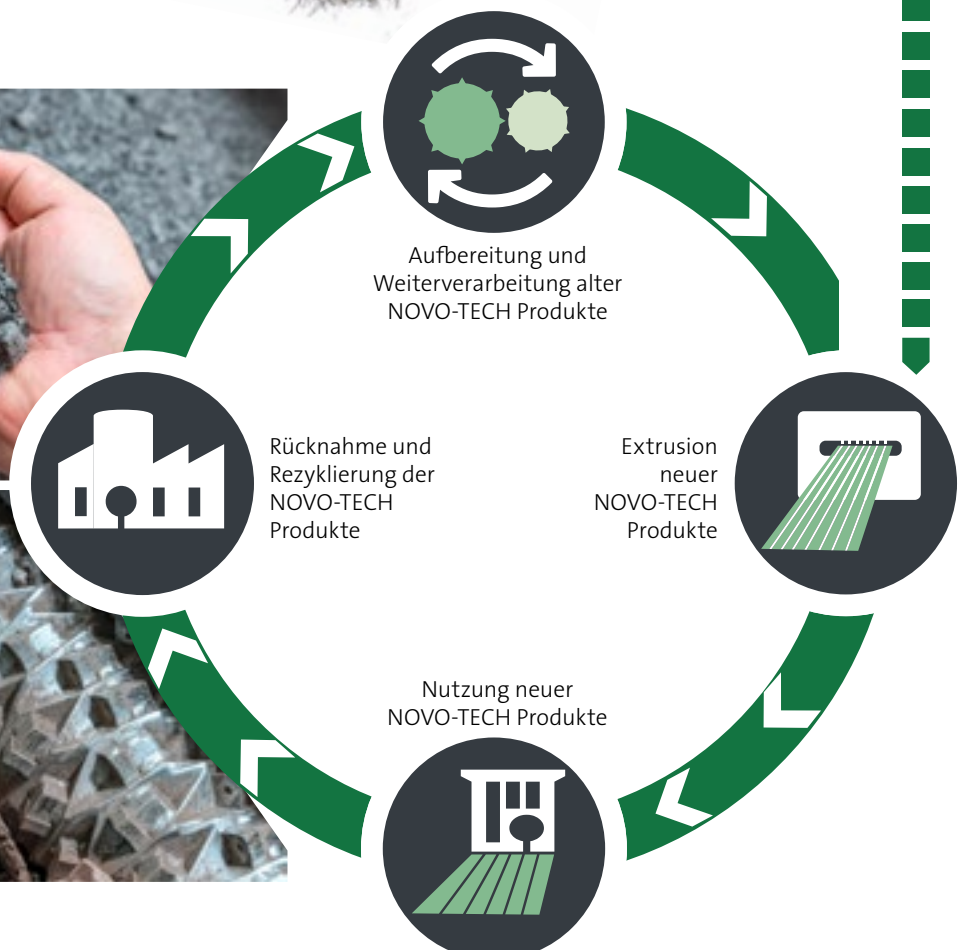 Aufbereitung und
Weiterverarbeitung alter
NOVO-TECH Produkte
Rücknahme und
Rezyklierung der
NOVO-TECH
Produkte
Extrusion
neuer
NOVO-TECH
Produkte
Nutzung neuer
NOVO-TECH Produkte